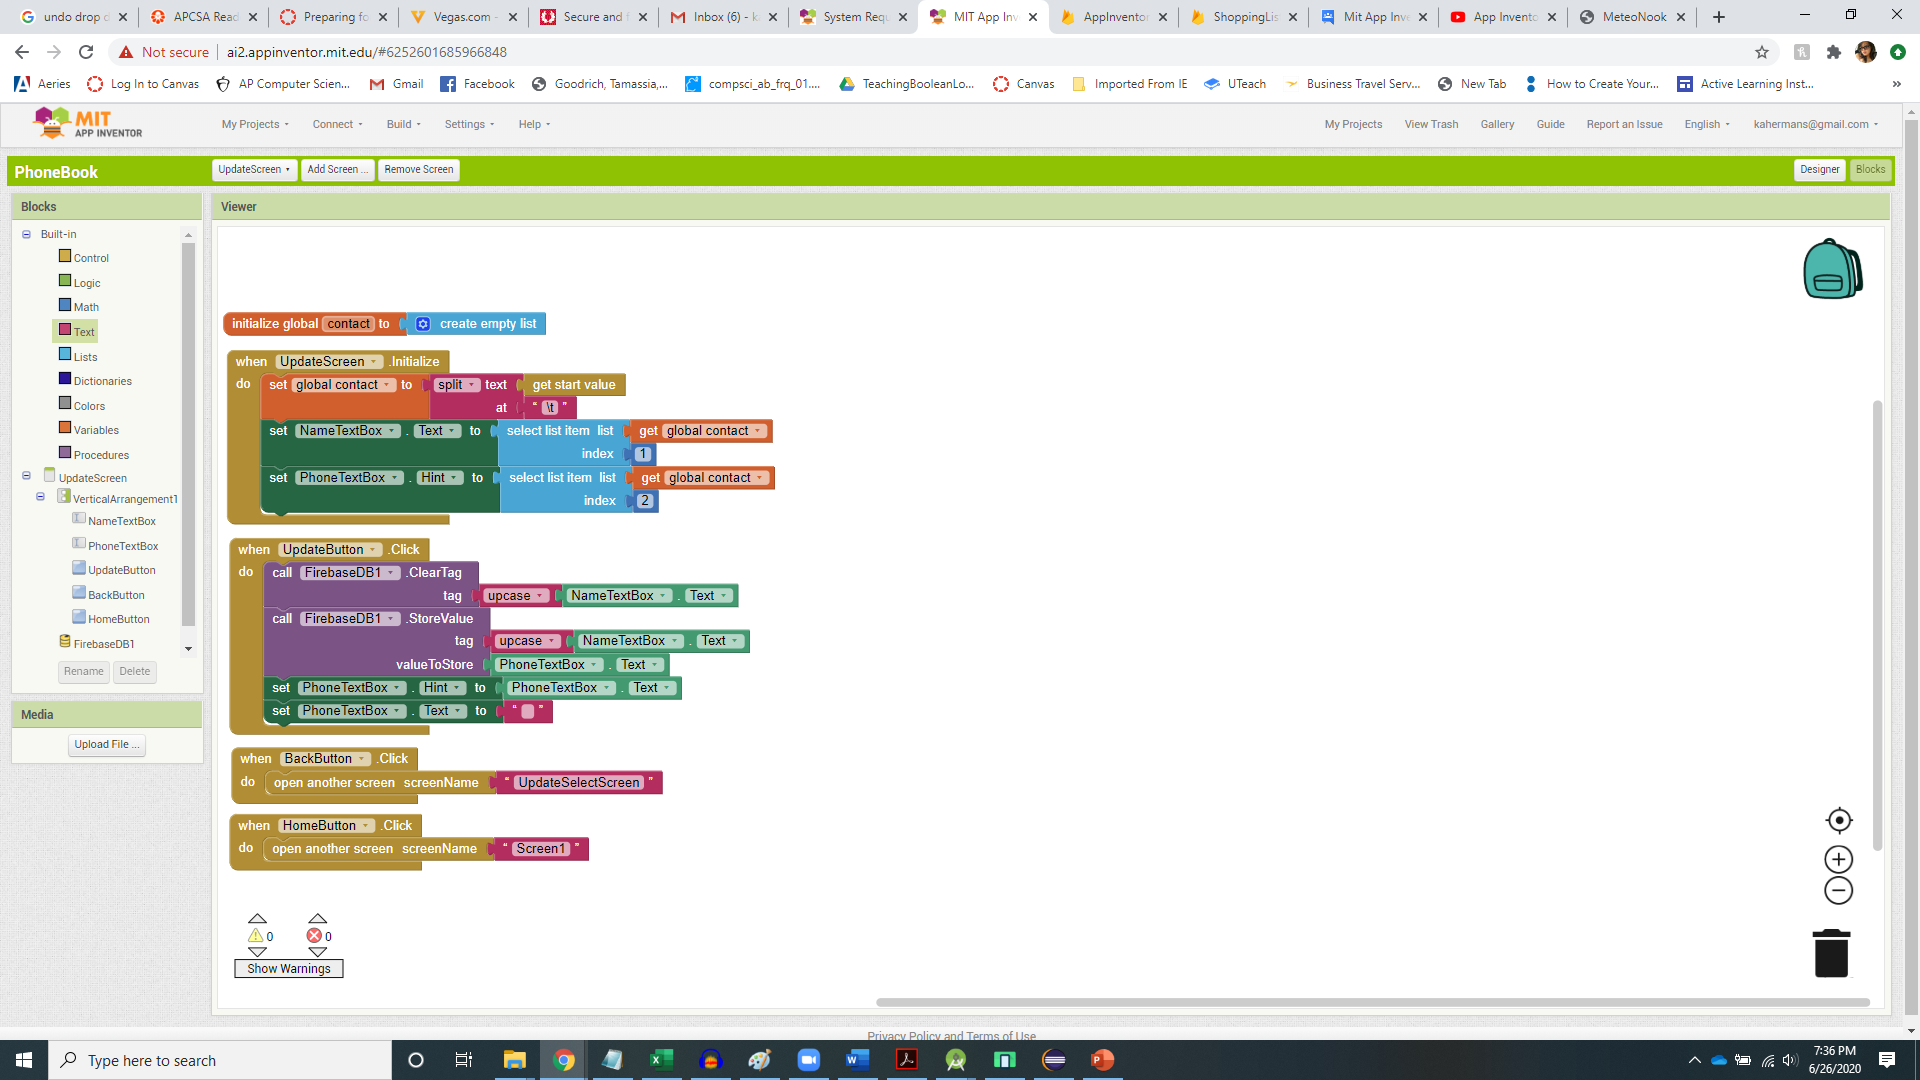 undo drop d
APCSA Read
Preparing fo
Vegas.com -
Secure and f
Inbox (6) - k
System Requ
MIT App Inv
AppInventor
ShoppingLis
Mit App Inve
App Invento
MeteoNook
Not secure ai2.appinventor.mit.edu/#6252601685966848
Aeries Log In to Canvas AP Computer Scien... Gmail Facebook Goodrich, Tamassia,... compsci_ab_frq_01.... TeachingBooleanLo... Canvas Imported From IE UTeach Business Travel Serv... New Tab How to Create Your... Active Learning Inst... »
MIT
APP INVENTOR
My Projects Connect Build Settings Help My Projects View Trash Gallery Guide Report an Issue English kahermans@gmail.com
PhoneBook UpdateScreen Add Screen ... Remove Screen Designer Blocks
Blocks
Built-in
Control
Logic
Math
Text
Lists
Dictionaries
Colors
Variables
Procedures
UpdateScreen
VerticalArrangement1
NameTextBox
PhoneTextBox
UpdateButton
BackButton
HomeButton
FirebaseDB1
Rename Delete
Media
Upload File ...
Viewer
initialize global contact to create empty list
when UpdateScreen .Initialize
do set global contact to split text get start value
at " \t "
set NameTextBox . Text to select list item list get global contact
index 1
set PhoneTextBox . Hint to select list item list get global contact
index 2
when UpdateButton .Click
do call FirebaseDB1 .ClearTag
tag upcase NameTextBox . Text
call FirebaseDB1 .StoreValue
tag upcase NameTextBox . Text
valueToStore PhoneTextBox . Text
set PhoneTextBox . Hint to PhoneTextBox . Text
set PhoneTextBox . Text to " "
when BackButton .Click
do open another screen screenName " UpdateSelectScreen "
when HomeButton .Click
do open another screen screenName " Screen1 "
0 0
Show Warnings
Privacy Policy and Terms of Use
Type here to search
7:36 PM
6/26/2020